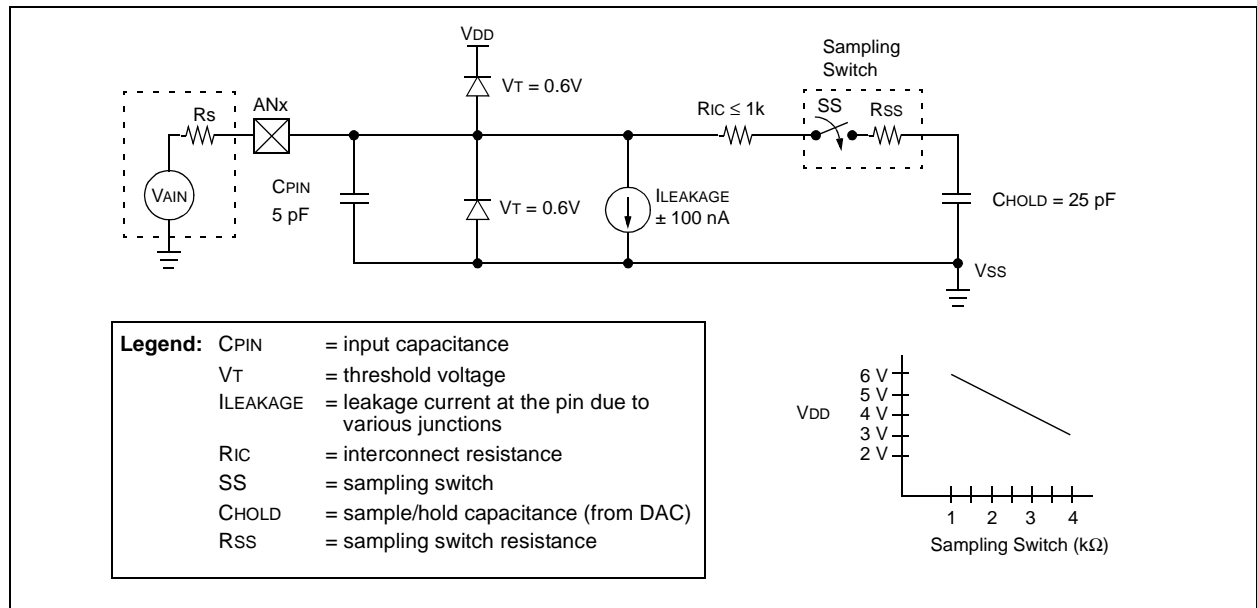 VDD
Sampling
Switch
VT = 0.6V
RS
ANx
RIC ≤ 1k
SS
RSS
VAIN
CPIN
5 pF
VT = 0.6V
ILEAKAGE
± 100 nA
CHOLD = 25 pF
VSS
Legend: CPIN = input capacitance
VT = threshold voltage
ILEAKAGE = leakage current at the pin due to
various junctions
RIC = interconnect resistance
SS = sampling switch
CHOLD = sample/hold capacitance (from DAC)
RSS = sampling switch resistance
VDD
6 V
5 V
4 V
3 V
2 V
1 2 3 4
Sampling Switch (kΩ)